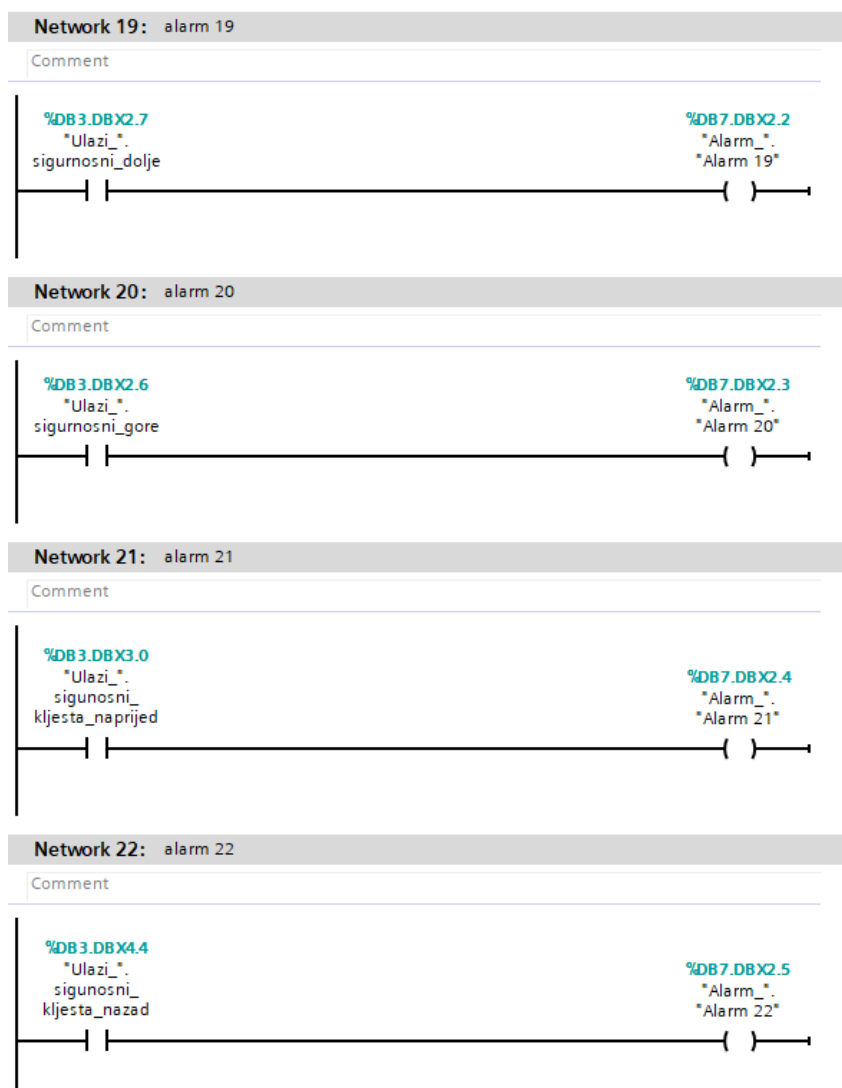 Network 19: alarm 19
Comment
%DB3.DBX2.7
"Ulazi_".
sigurnosni_dolje
%DB7.DBX2.2
"Alarm_".
"Alarm 19"
Network 20: alarm 20
Comment
%DB3.DBX2.6
"Ulazi_".
sigurnosni_gore
%DB7.DBX2.3
"Alarm_".
"Alarm 20"
Network 21: alarm 21
Comment
%DB3.DBX3.0
"Ulazi_".
sigunosni_
kljesta_naprijed
%DB7.DBX2.4
"Alarm_".
"Alarm 21"
Network 22: alarm 22
Comment
%DB3.DBX4.4
"Ulazi_".
sigunosni_
kljesta_nazad
%DB7.DBX2.5
"Alarm_".
"Alarm 22"